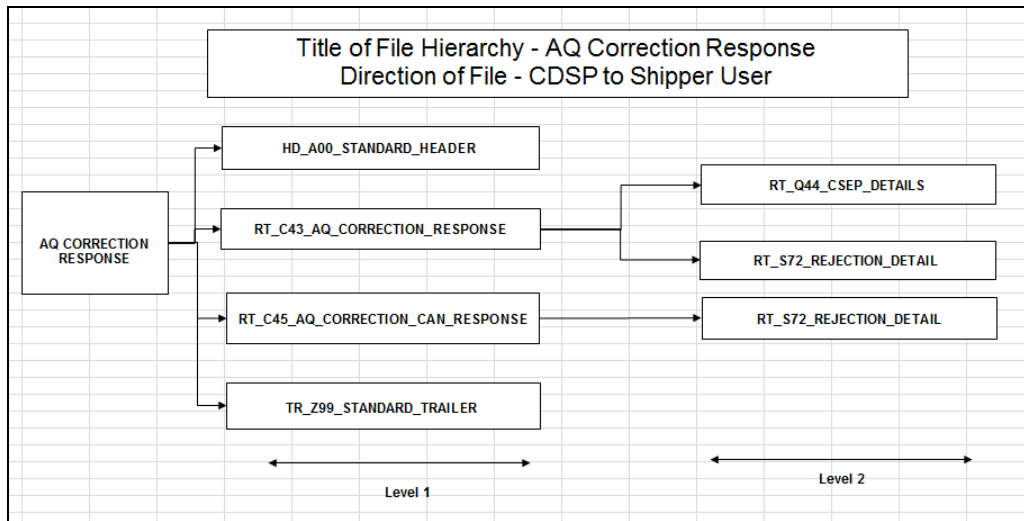 Title of File Hierarchy - AQ Correction Response
Direction of File - CDSP to Shipper User
HD_A00_STANDARD_HEADER
RT_Q44_CSEP_DETAILS
AQ CORRECTION
RESPONSE
RT_C43_AQ_CORRECTION_RESPONSE
RT_S72_REJECTION_DETAIL
RT_C45_AQ_CORRECTION_CAN_RESPONSE
RT_S72_REJECTION_DETAIL
TR_Z99_STANDARD_TRAILER
Level 1
Level 2